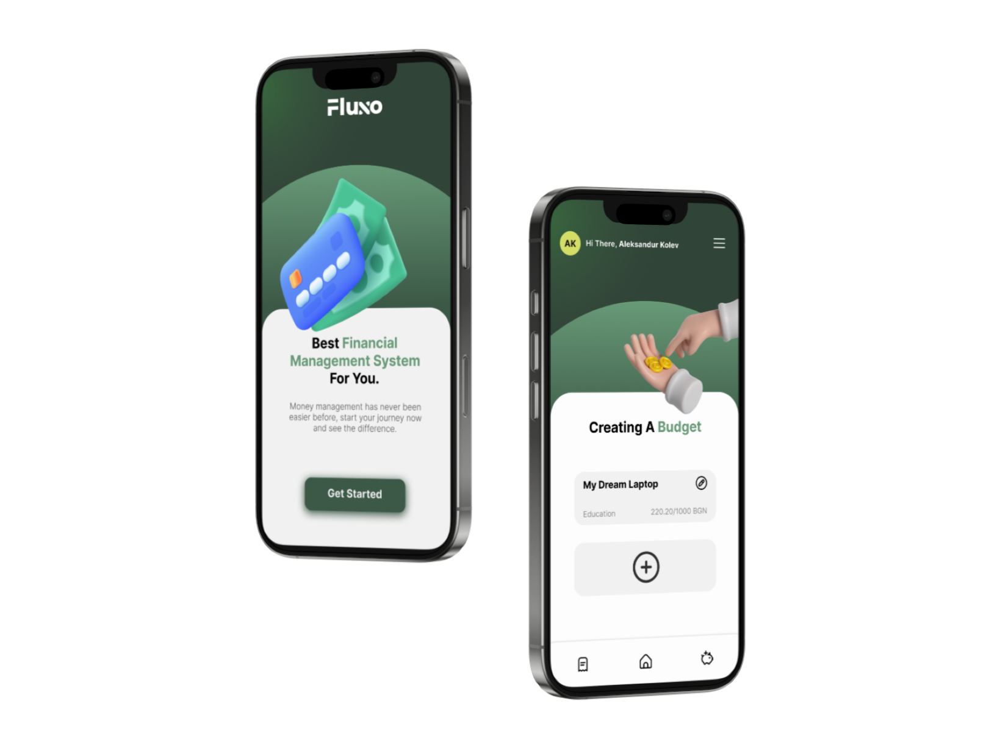 Fluxo
Best Financial
Management System
For You.
Money management has never been
easier before, start your journey now
and see the difference.
Get Started
AK
Hi There, Aleksandur Kolev
Creating A Budget
My Dream Laptop
Education
220.20/1000 BGN